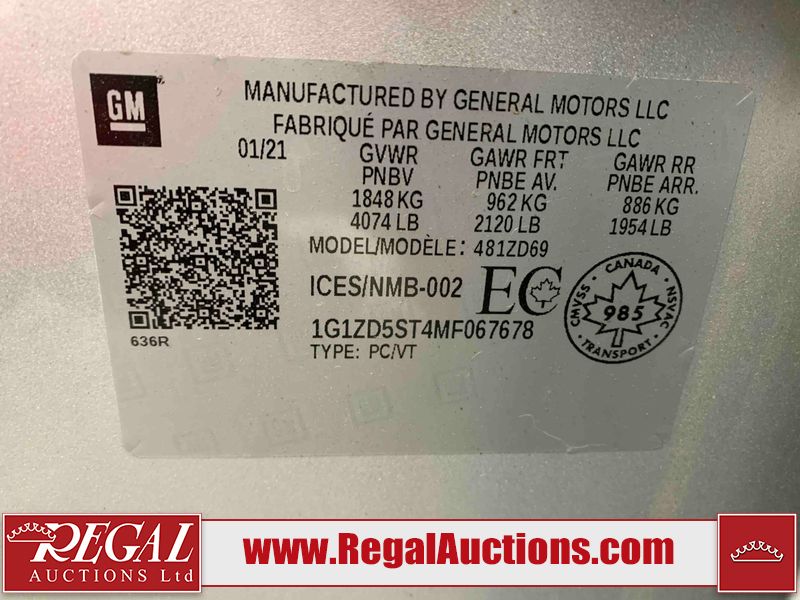 GM
MANUFACTURED BY GENERAL MOTORS LLC
FABRIQUÉ PAR GENERAL MOTORS LLC
01/21
GVWR GAWR FRT GAWR RR
PNBV PNBE AV. PNBE ARR.
1848 KG 962 KG 886 KG
4074 LB 2120 LB 1954 LB
MODEL/MODÈLE: 481ZD69
ICES/NMB-002 EC
1G1ZD5ST4MF067678
TYPE: PC/VT
636R
CANADA
CMVSS 985 NSVAC
TRANSPORT
REGAL
AUCTIONS Ltd
www.RegalAuctions.com